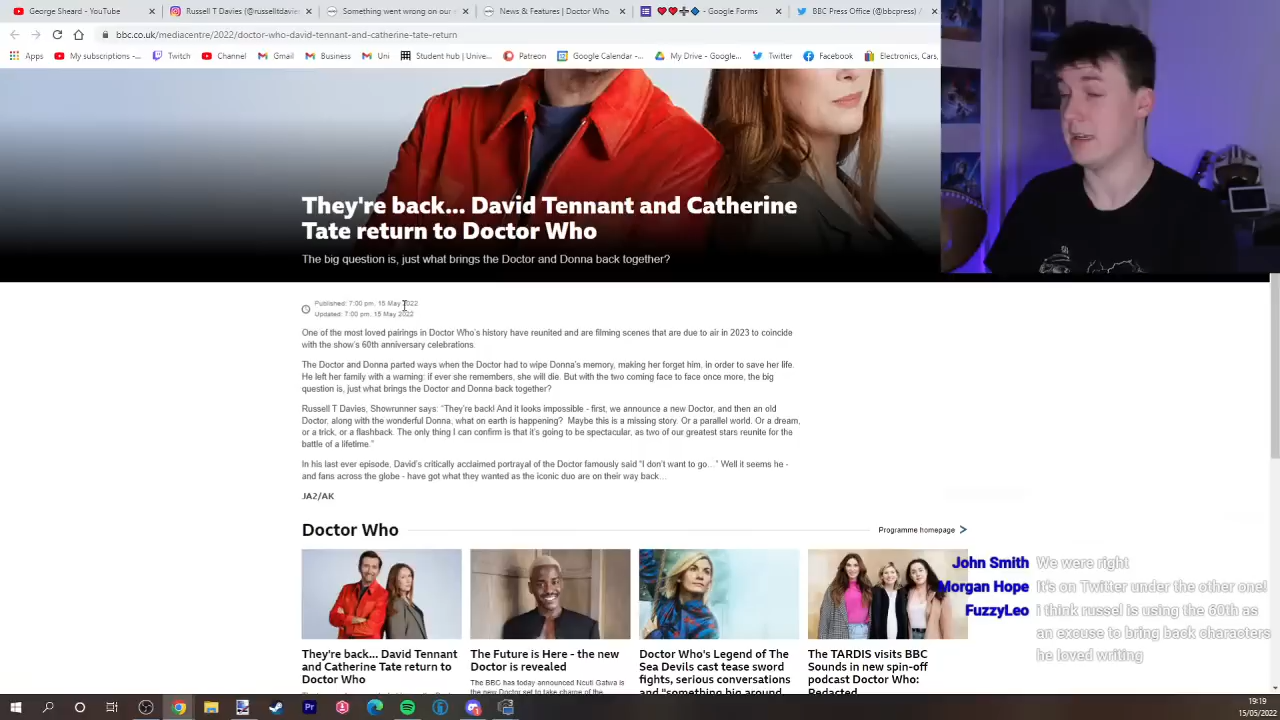 George Sheard - YouTube
Russell T Davies (@russelltdavies
Something went wrong on our
News & Features | Doctor Who
Google Forms
BBC Press Office (@bbcpress) /
bbc.co.uk/mediacentre/2022/doctor-who-david-tennant-and-catherine-tate-return
Apps
My subscriptions -...
Twitch
Channel
Gmail
Business
Uni
Student hub | Unive...
Patreon
Google Calendar -...
My Drive - Google...
Twitter
Facebook
Electronics, Cars,
They're back... David Tennant and Catherine
Tate return to Doctor Who
The big question is, just what brings the Doctor and Donna back together?
Published: 7:00 pm, 15 May 2022
Updated: 7:00 pm, 15 May 2022
One of the most loved pairings in Doctor Who's history have reunited and are filming scenes that are due to air in 2023 to coincide
with the show's 60th anniversary celebrations.
The Doctor and Donna parted ways when the Doctor had to wipe Donna's memory, making her forget him, in order to save her life.
He left her family with a warning: if ever she remembers, she will die. But with the two coming face to face once more, the big
question is, just what brings the Doctor and Donna back together?
Russell T Davies, Showrunner says: “They're back! And it looks impossible - first, we announce a new Doctor, and then an old
Doctor, along with the wonderful Donna, what on earth is happening? Maybe this is a missing story. Or a parallel world. Or a dream,
or a trick, or a flashback. The only thing I can confirm is that it's going to be spectacular, as two of our greatest stars reunite for the
battle of a lifetime.”
In his last ever episode, David's critically acclaimed portrayal of the Doctor famously said “I don't want to go…” Well it seems he -
and fans across the globe - have got what they wanted as the iconic duo are on their way back…
JA2/AK
Doctor Who
Programme homepage
They're back... David Tennant
and Catherine Tate return to
Doctor Who
The Future is Here - the new
Doctor is revealed
The BBC has today announced Ncuti Gatwa is
the new Doctor set to take charge of the
Doctor Who's Legend of The
Sea Devils cast tease sword
fights, serious conversations
and "something big around
The TARDIS visits BBC
Sounds in new spin-off
podcast Doctor Who:
Redacted
John Smith We were right
Morgan Hope It's on Twitter under the other one!
FuzzyLeo i think russel is using the 60th as
an excuse to bring back characters
he loved writing
19:19
15/05/2022